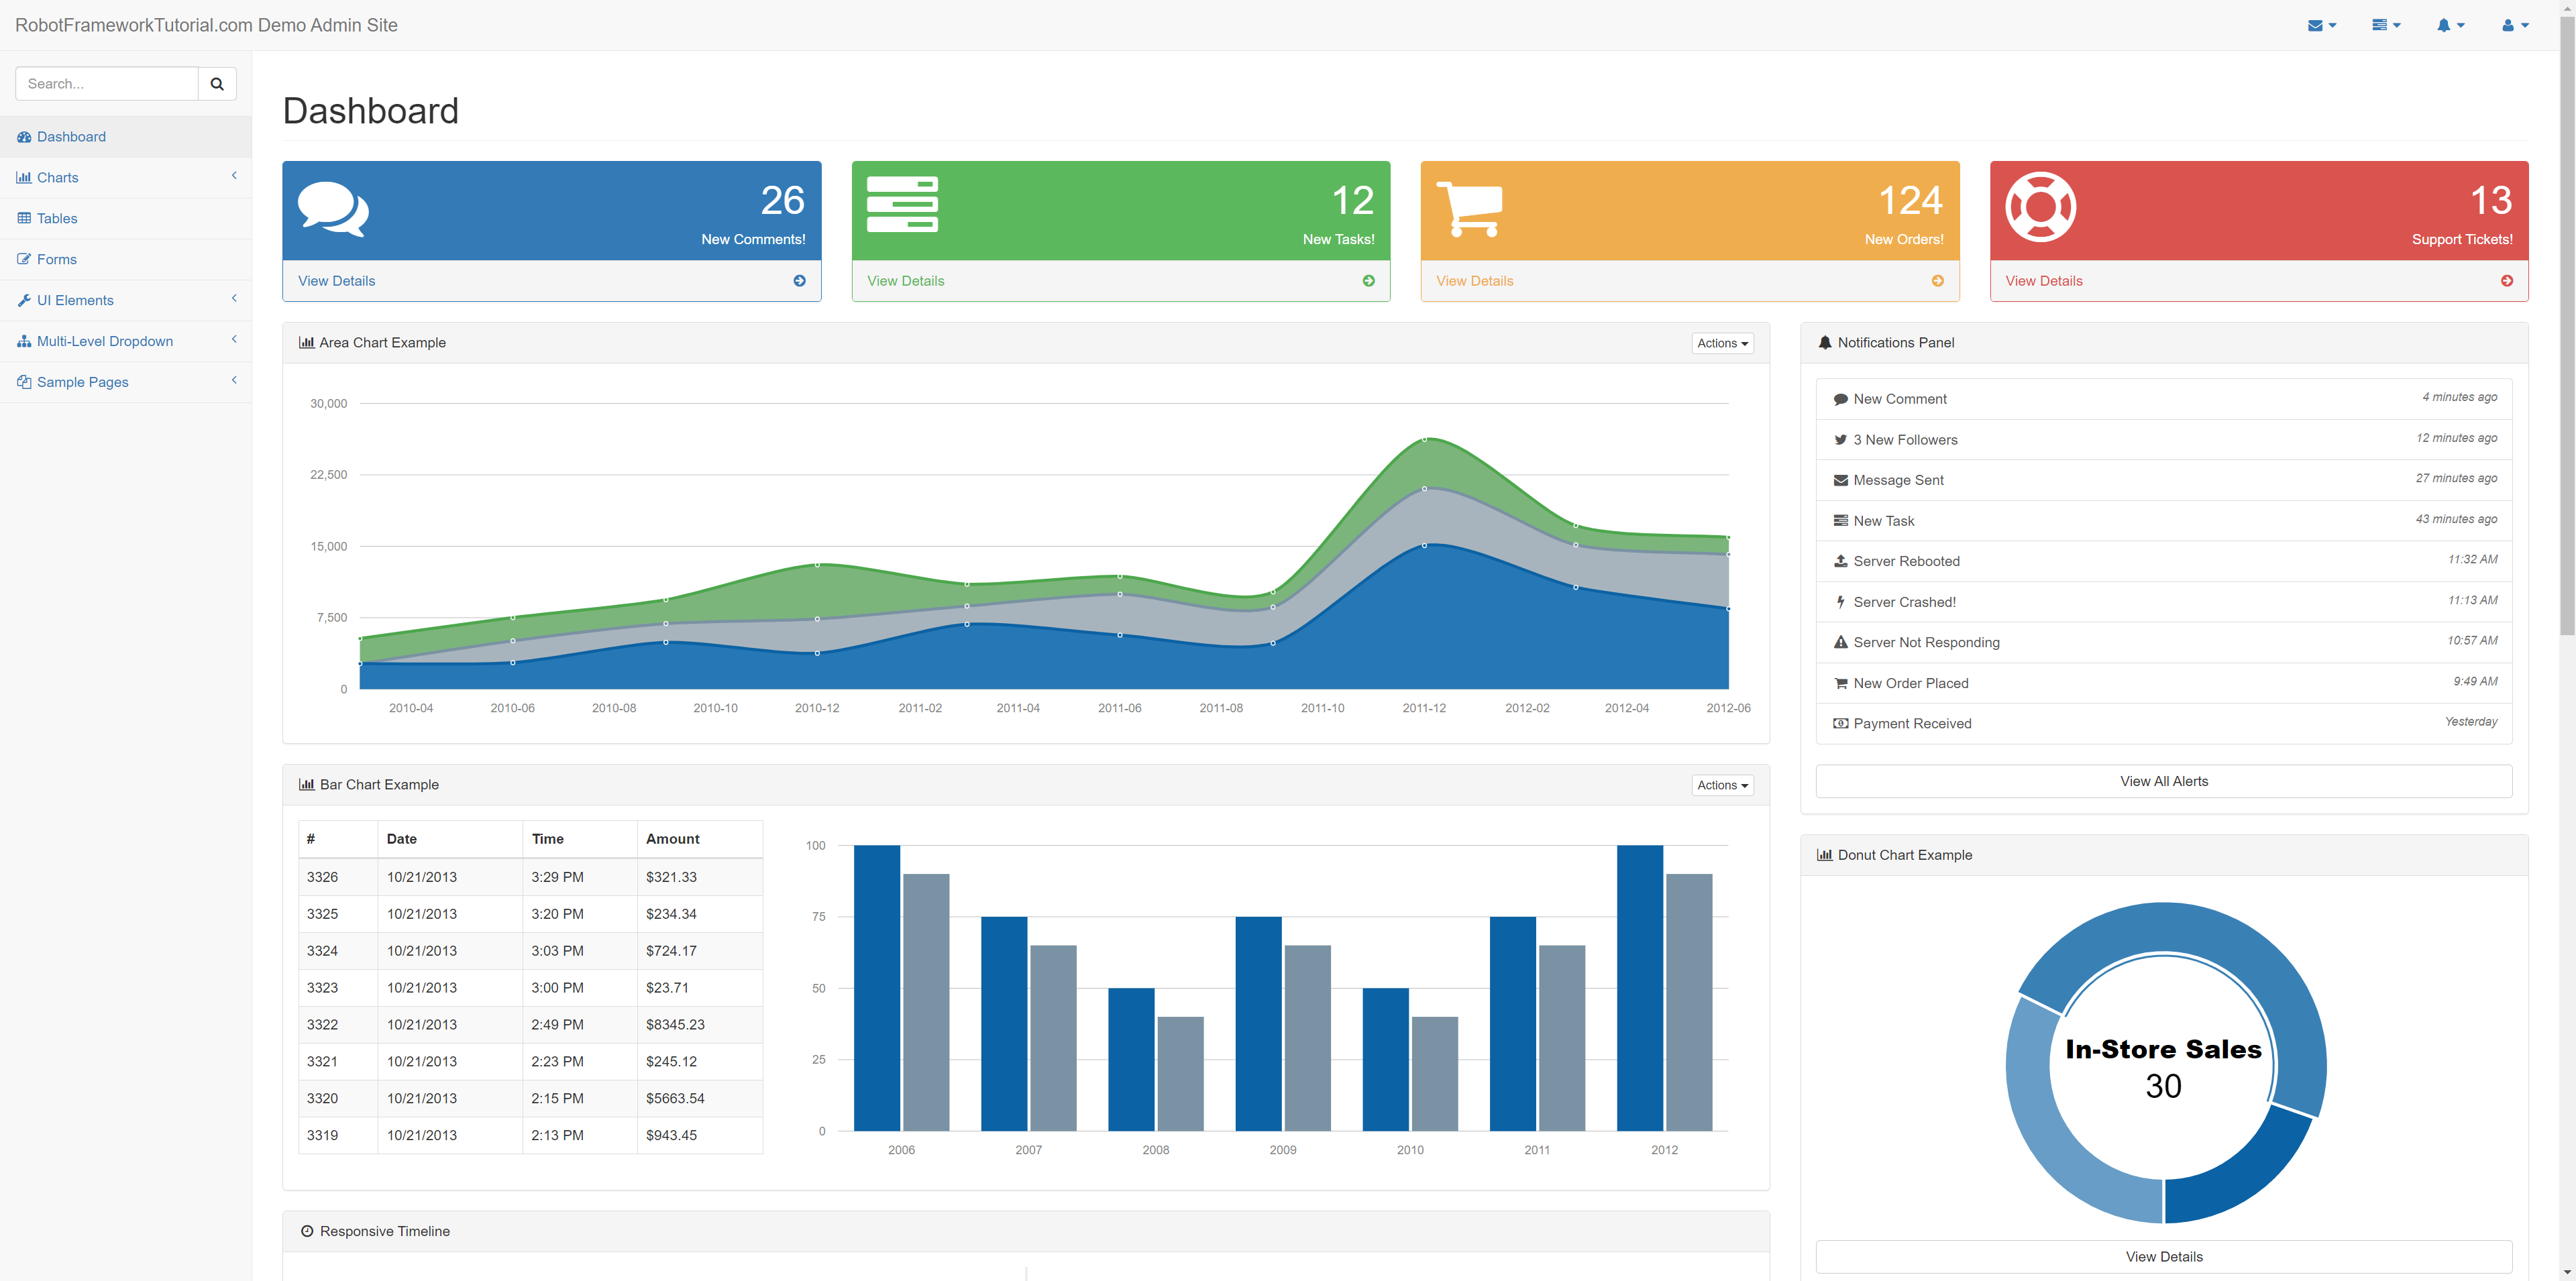 RobotFrameworkTutorial.com Demo Admin Site
Search...
Dashboard
Charts
Tables
Forms
UI Elements
Multi-Level Dropdown
Sample Pages
Dashboard
26
New Comments!
View Details
12
New Tasks!
View Details
124
New Orders!
View Details
13
Support Tickets!
View Details
Area Chart Example
Actions
30,000
22,500
15,000
7,500
0
2010-04 2010-06 2010-08 2010-10 2010-12 2011-02 2011-04 2011-06 2011-08 2011-10 2011-12 2012-02 2012-04 2012-06
Notifications Panel
New Comment 4 minutes ago
3 New Followers 12 minutes ago
Message Sent 27 minutes ago
New Task 43 minutes ago
Server Rebooted 11:32 AM
Server Crashed! 11:13 AM
Server Not Responding 10:57 AM
New Order Placed 9:49 AM
Payment Received Yesterday
View All Alerts
Bar Chart Example
Actions
# Date Time Amount
3326 10/21/2013 3:29 PM $321.33
3325 10/21/2013 3:20 PM $234.34
3324 10/21/2013 3:03 PM $724.17
3323 10/21/2013 3:00 PM $23.71
3322 10/21/2013 2:49 PM $8345.23
3321 10/21/2013 2:23 PM $245.12
3320 10/21/2013 2:15 PM $5663.54
3319 10/21/2013 2:13 PM $943.45
100
75
50
25
0
2006 2007 2008 2009 2010 2011 2012
Donut Chart Example
In-Store Sales
30
View Details
Responsive Timeline